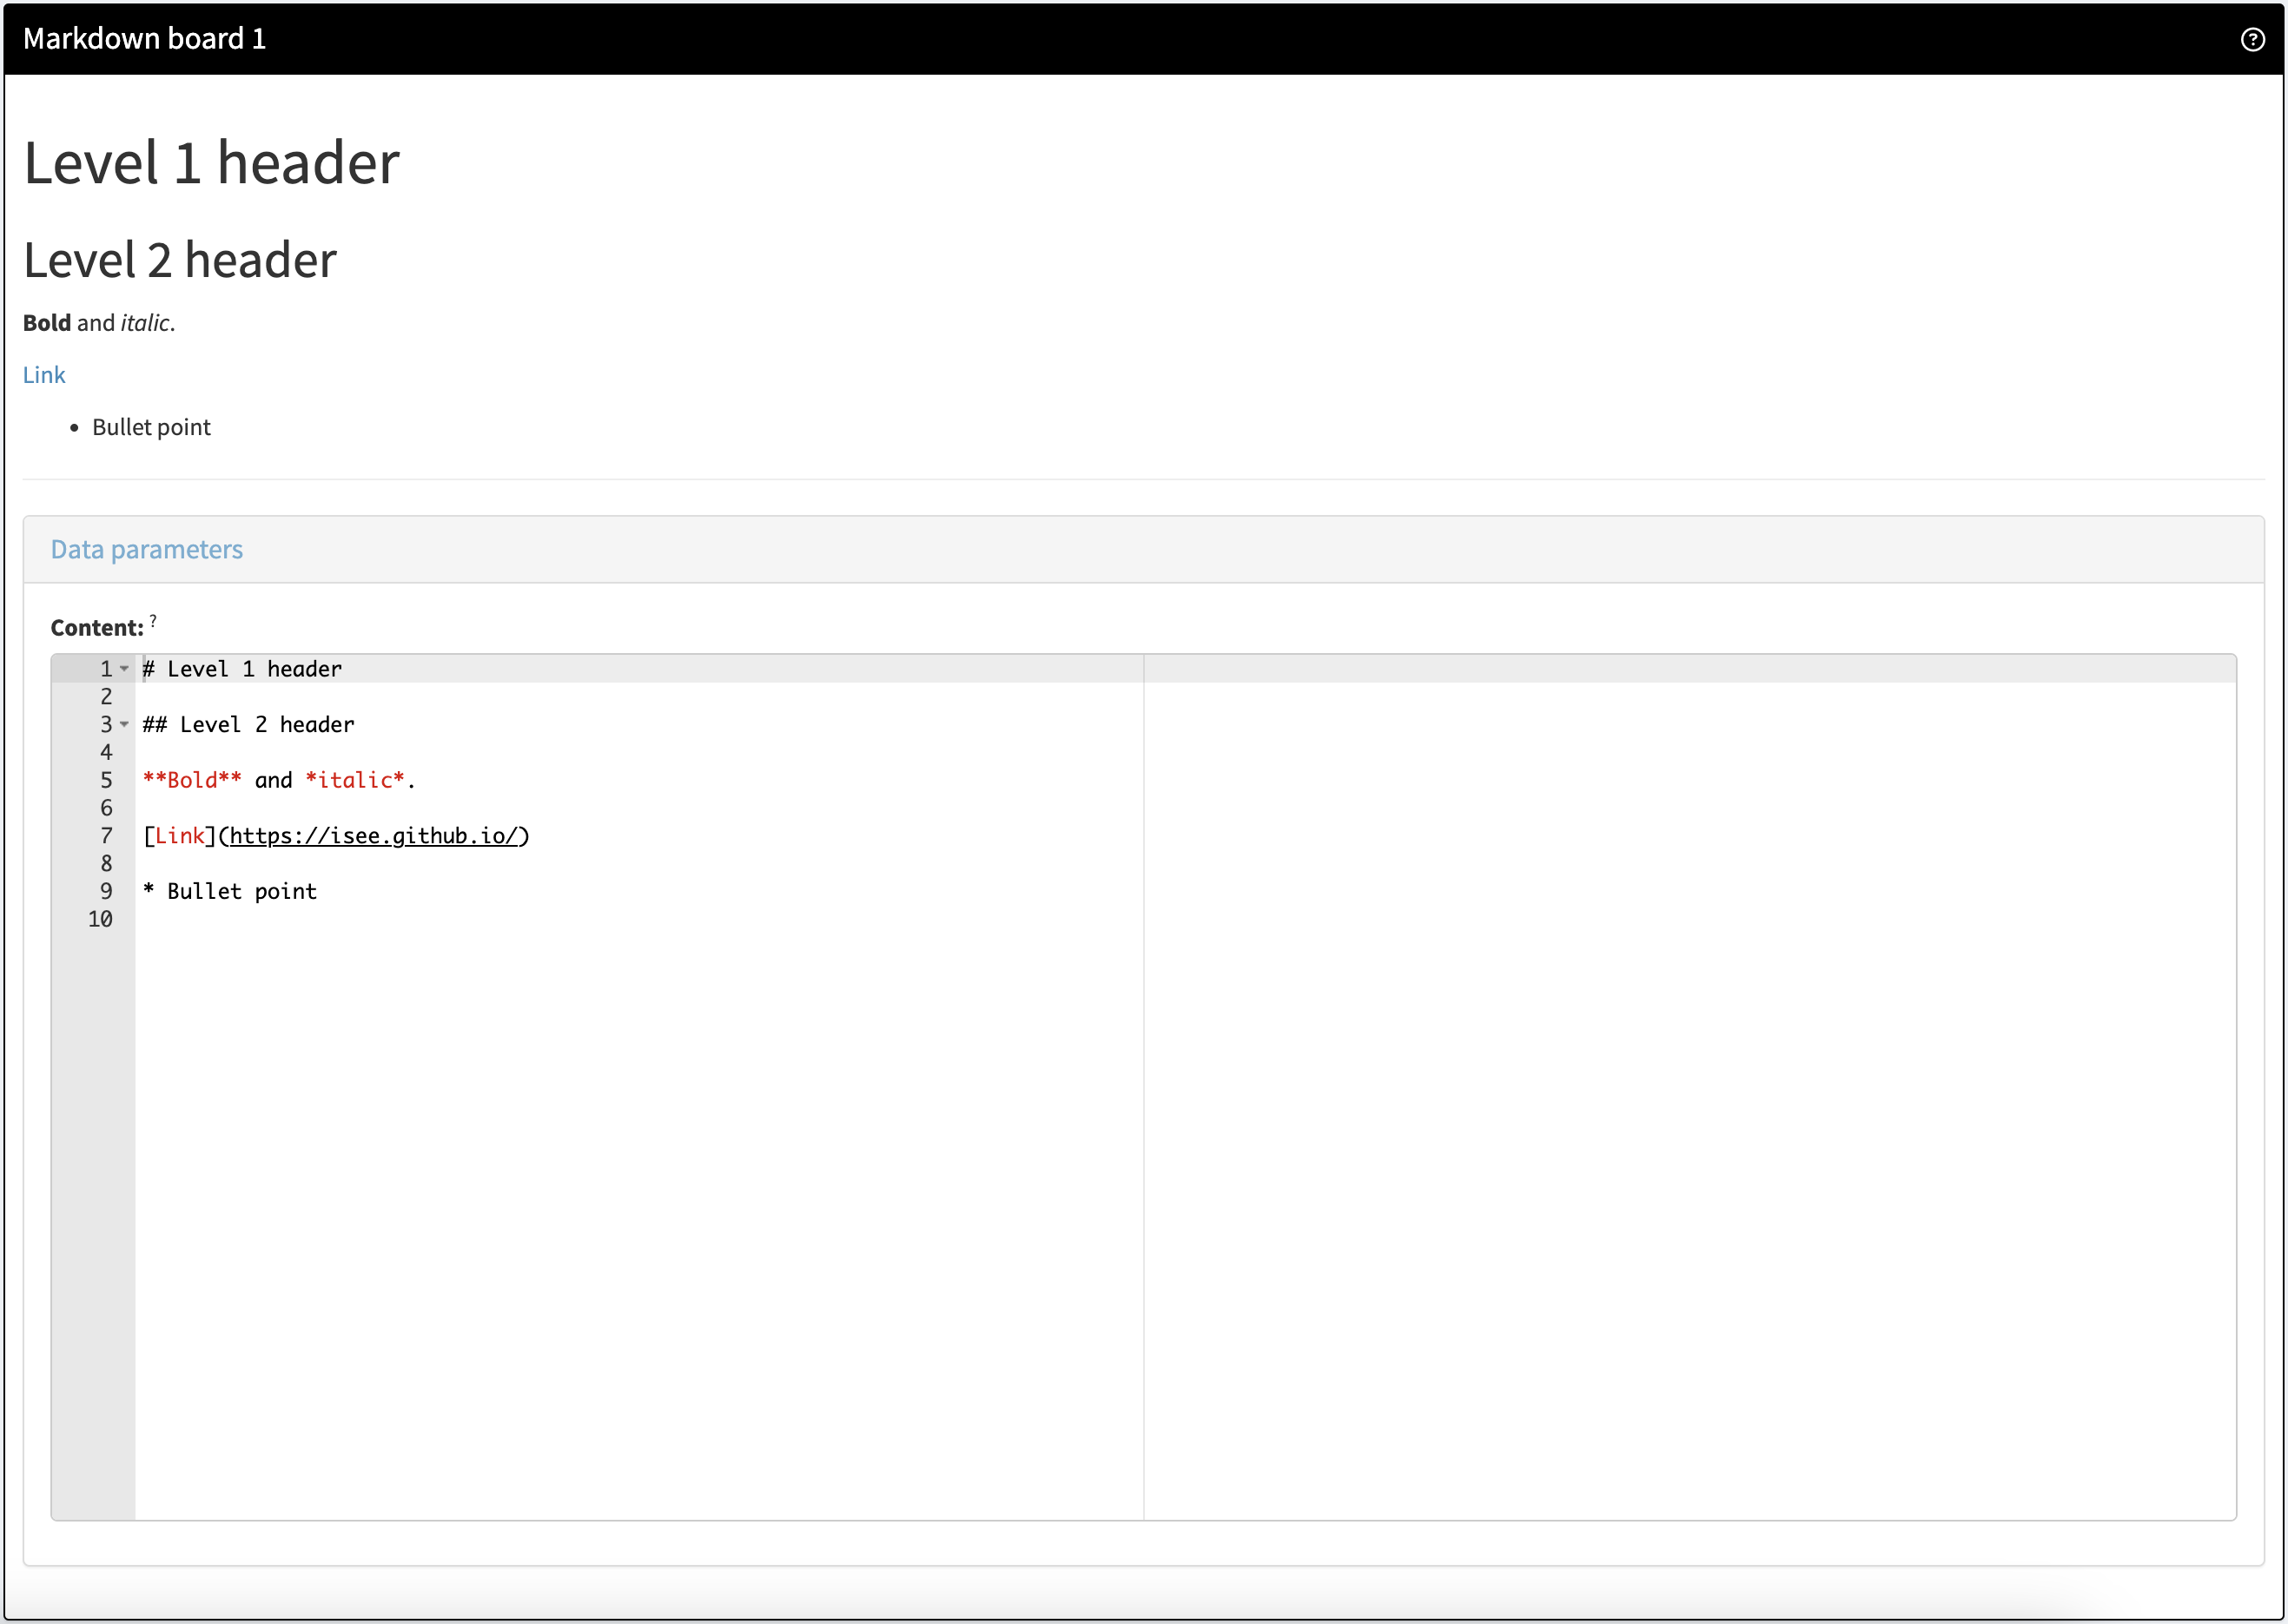 Markdown board 1
Level 1 header
Level 2 header
Bold and italic.
Link
• Bullet point
Data parameters
Content: ?
1 # Level 1 header
2
3 ## Level 2 header
4
5 **Bold** and *italic*.
6
7 [Link](https://isee.github.io/)
8
9 * Bullet point
10